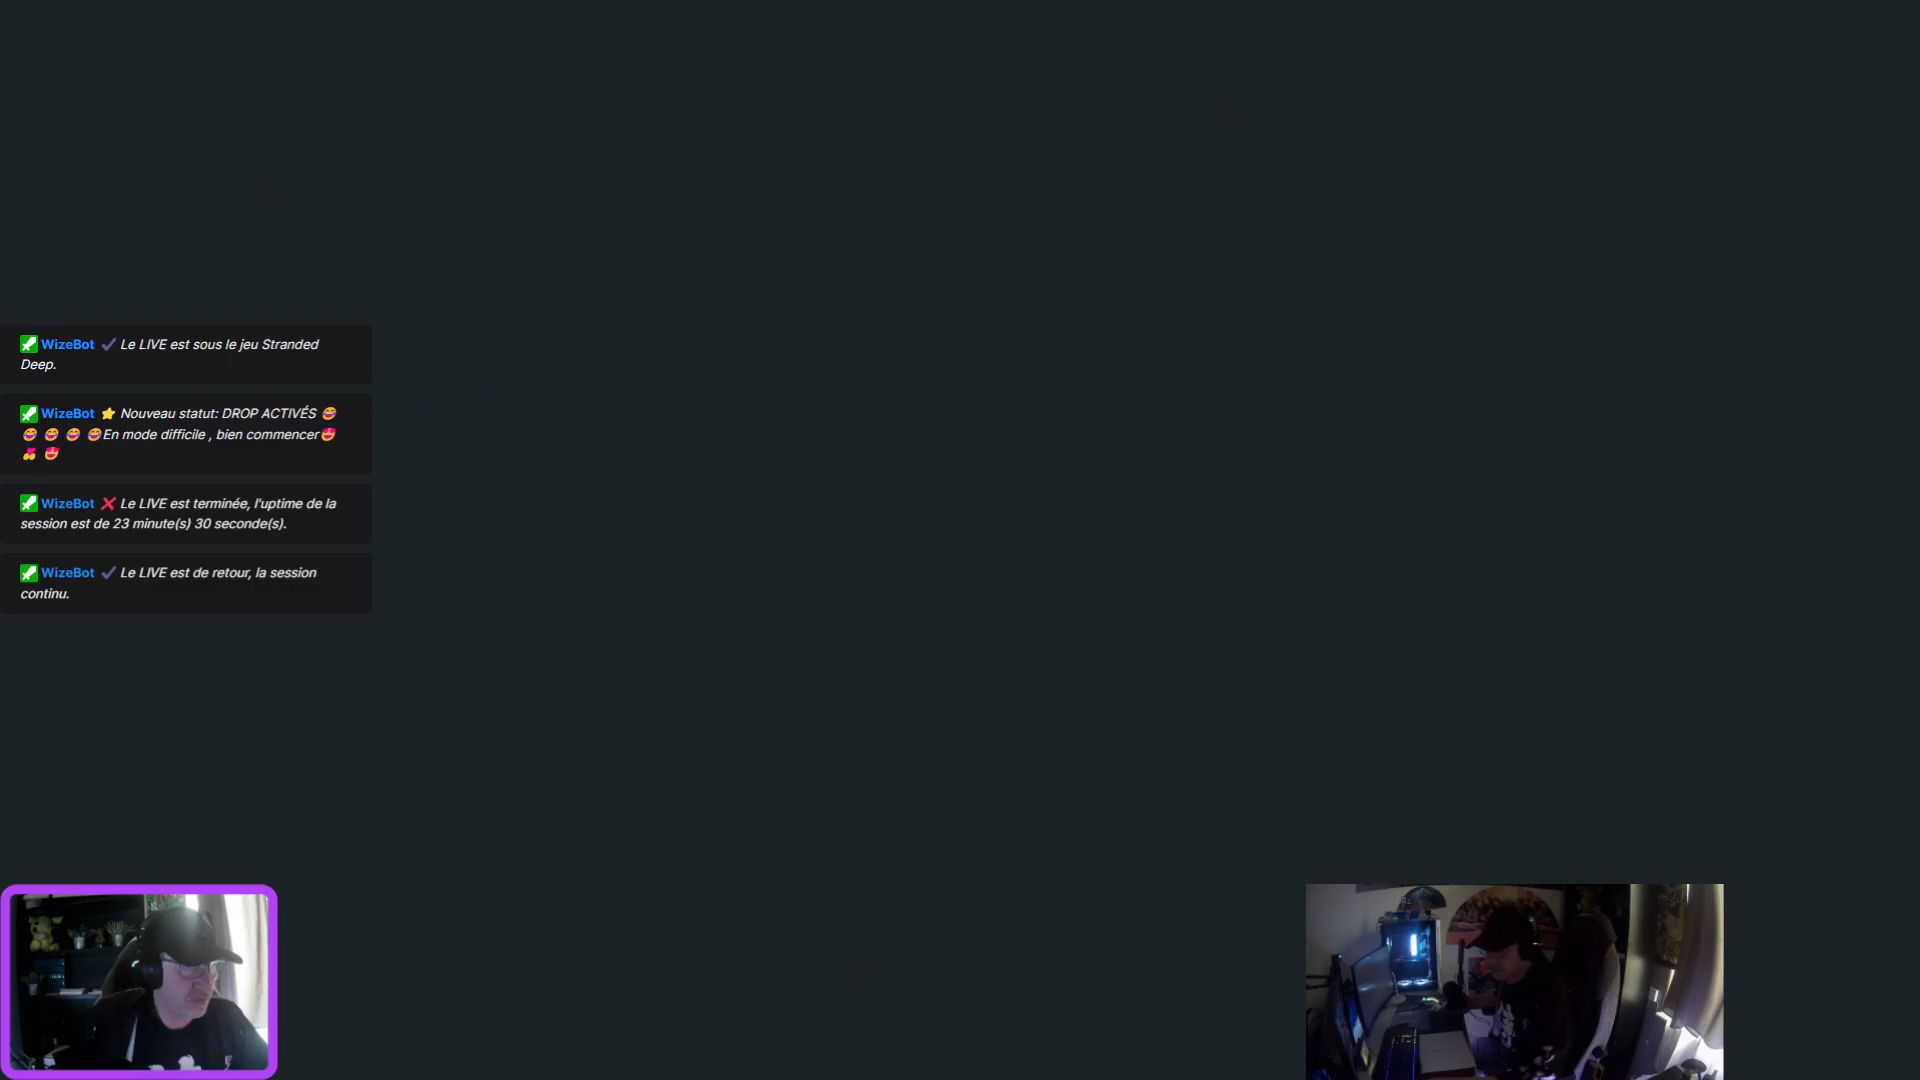 WizeBot ✔ Le LIVE est sous le jeu Stranded
Deep.
WizeBot ⭐ Nouveau statut: DROP ACTIVÉS 😂
😂 😂 😂 😂En mode difficile , bien commencer🥰
💏 🥰
WizeBot ❌ Le LIVE est terminée, l'uptime de la
session est de 23 minute(s) 30 seconde(s).
WizeBot ✔ Le LIVE est de retour, la session
continu.